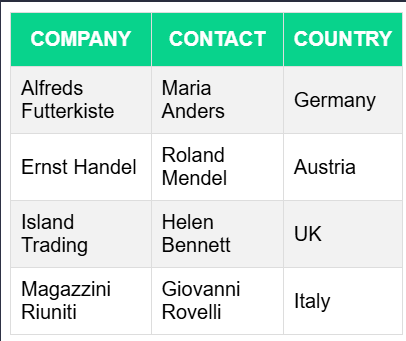 COMPANY CONTACT COUNTRY
Alfreds Futterkiste Maria Anders Germany
Ernst Handel Roland Mendel Austria
Island Trading Helen Bennett UK
Magazzini Riuniti Giovanni Rovelli Italy